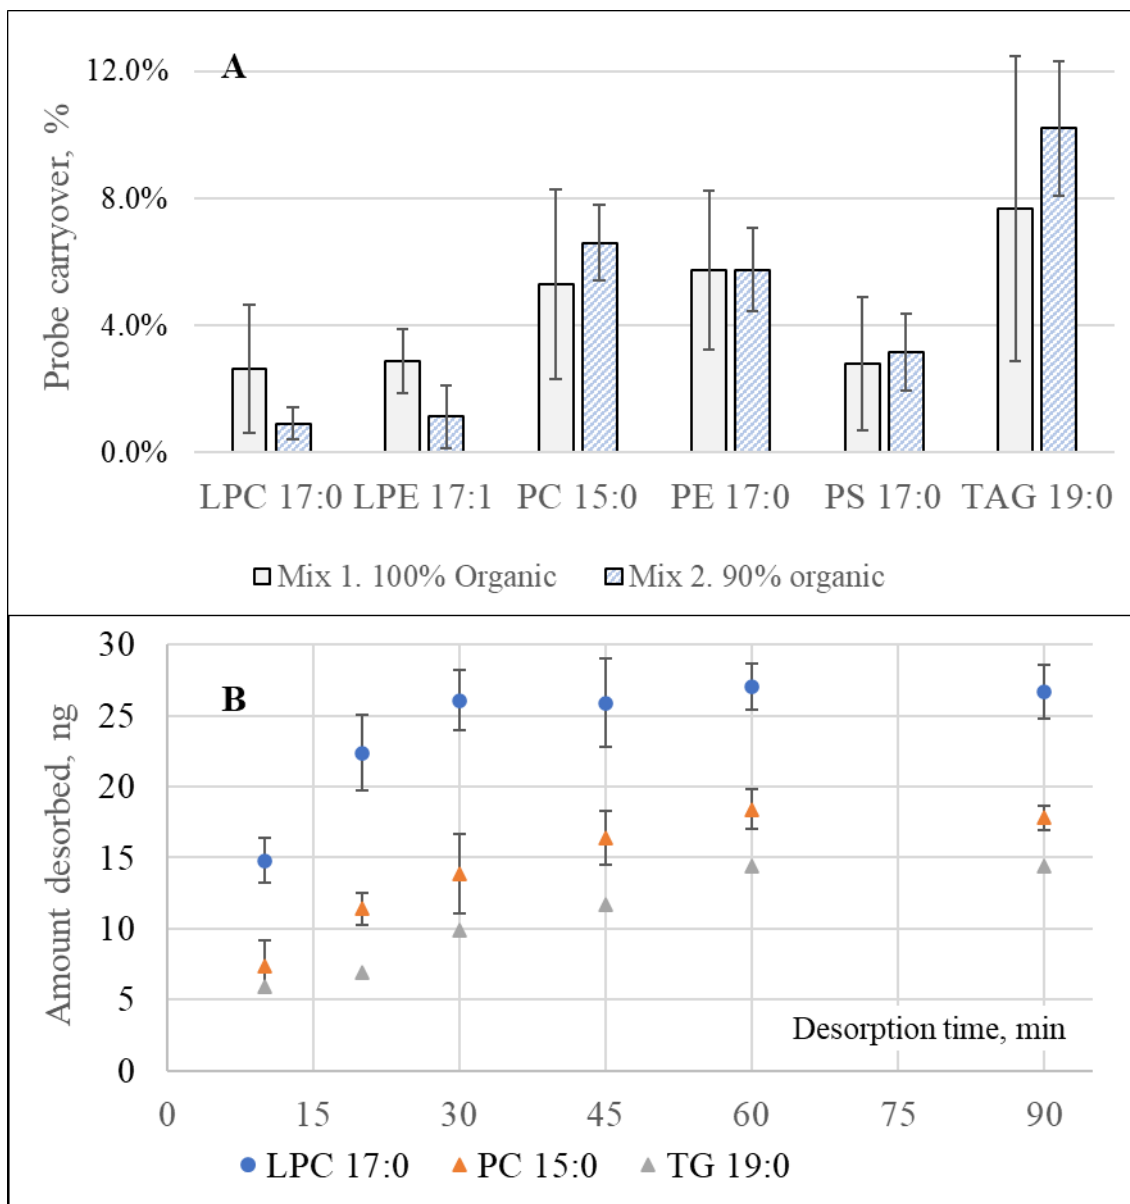 A
Probe carryover, %
12.0%
8.0%
4.0%
0.0%
LPC 17:0 LPE 17:1 PC 15:0 PE 17:0 PS 17:0 TAG 19:0
Mix 1. 100% Organic Mix 2. 90% organic
B
Amount desorbed, ng
30
25
20
15
10
5
0
Desorption time, min
0 15 30 45 60 75 90
LPC 17:0 PC 15:0 TG 19:0